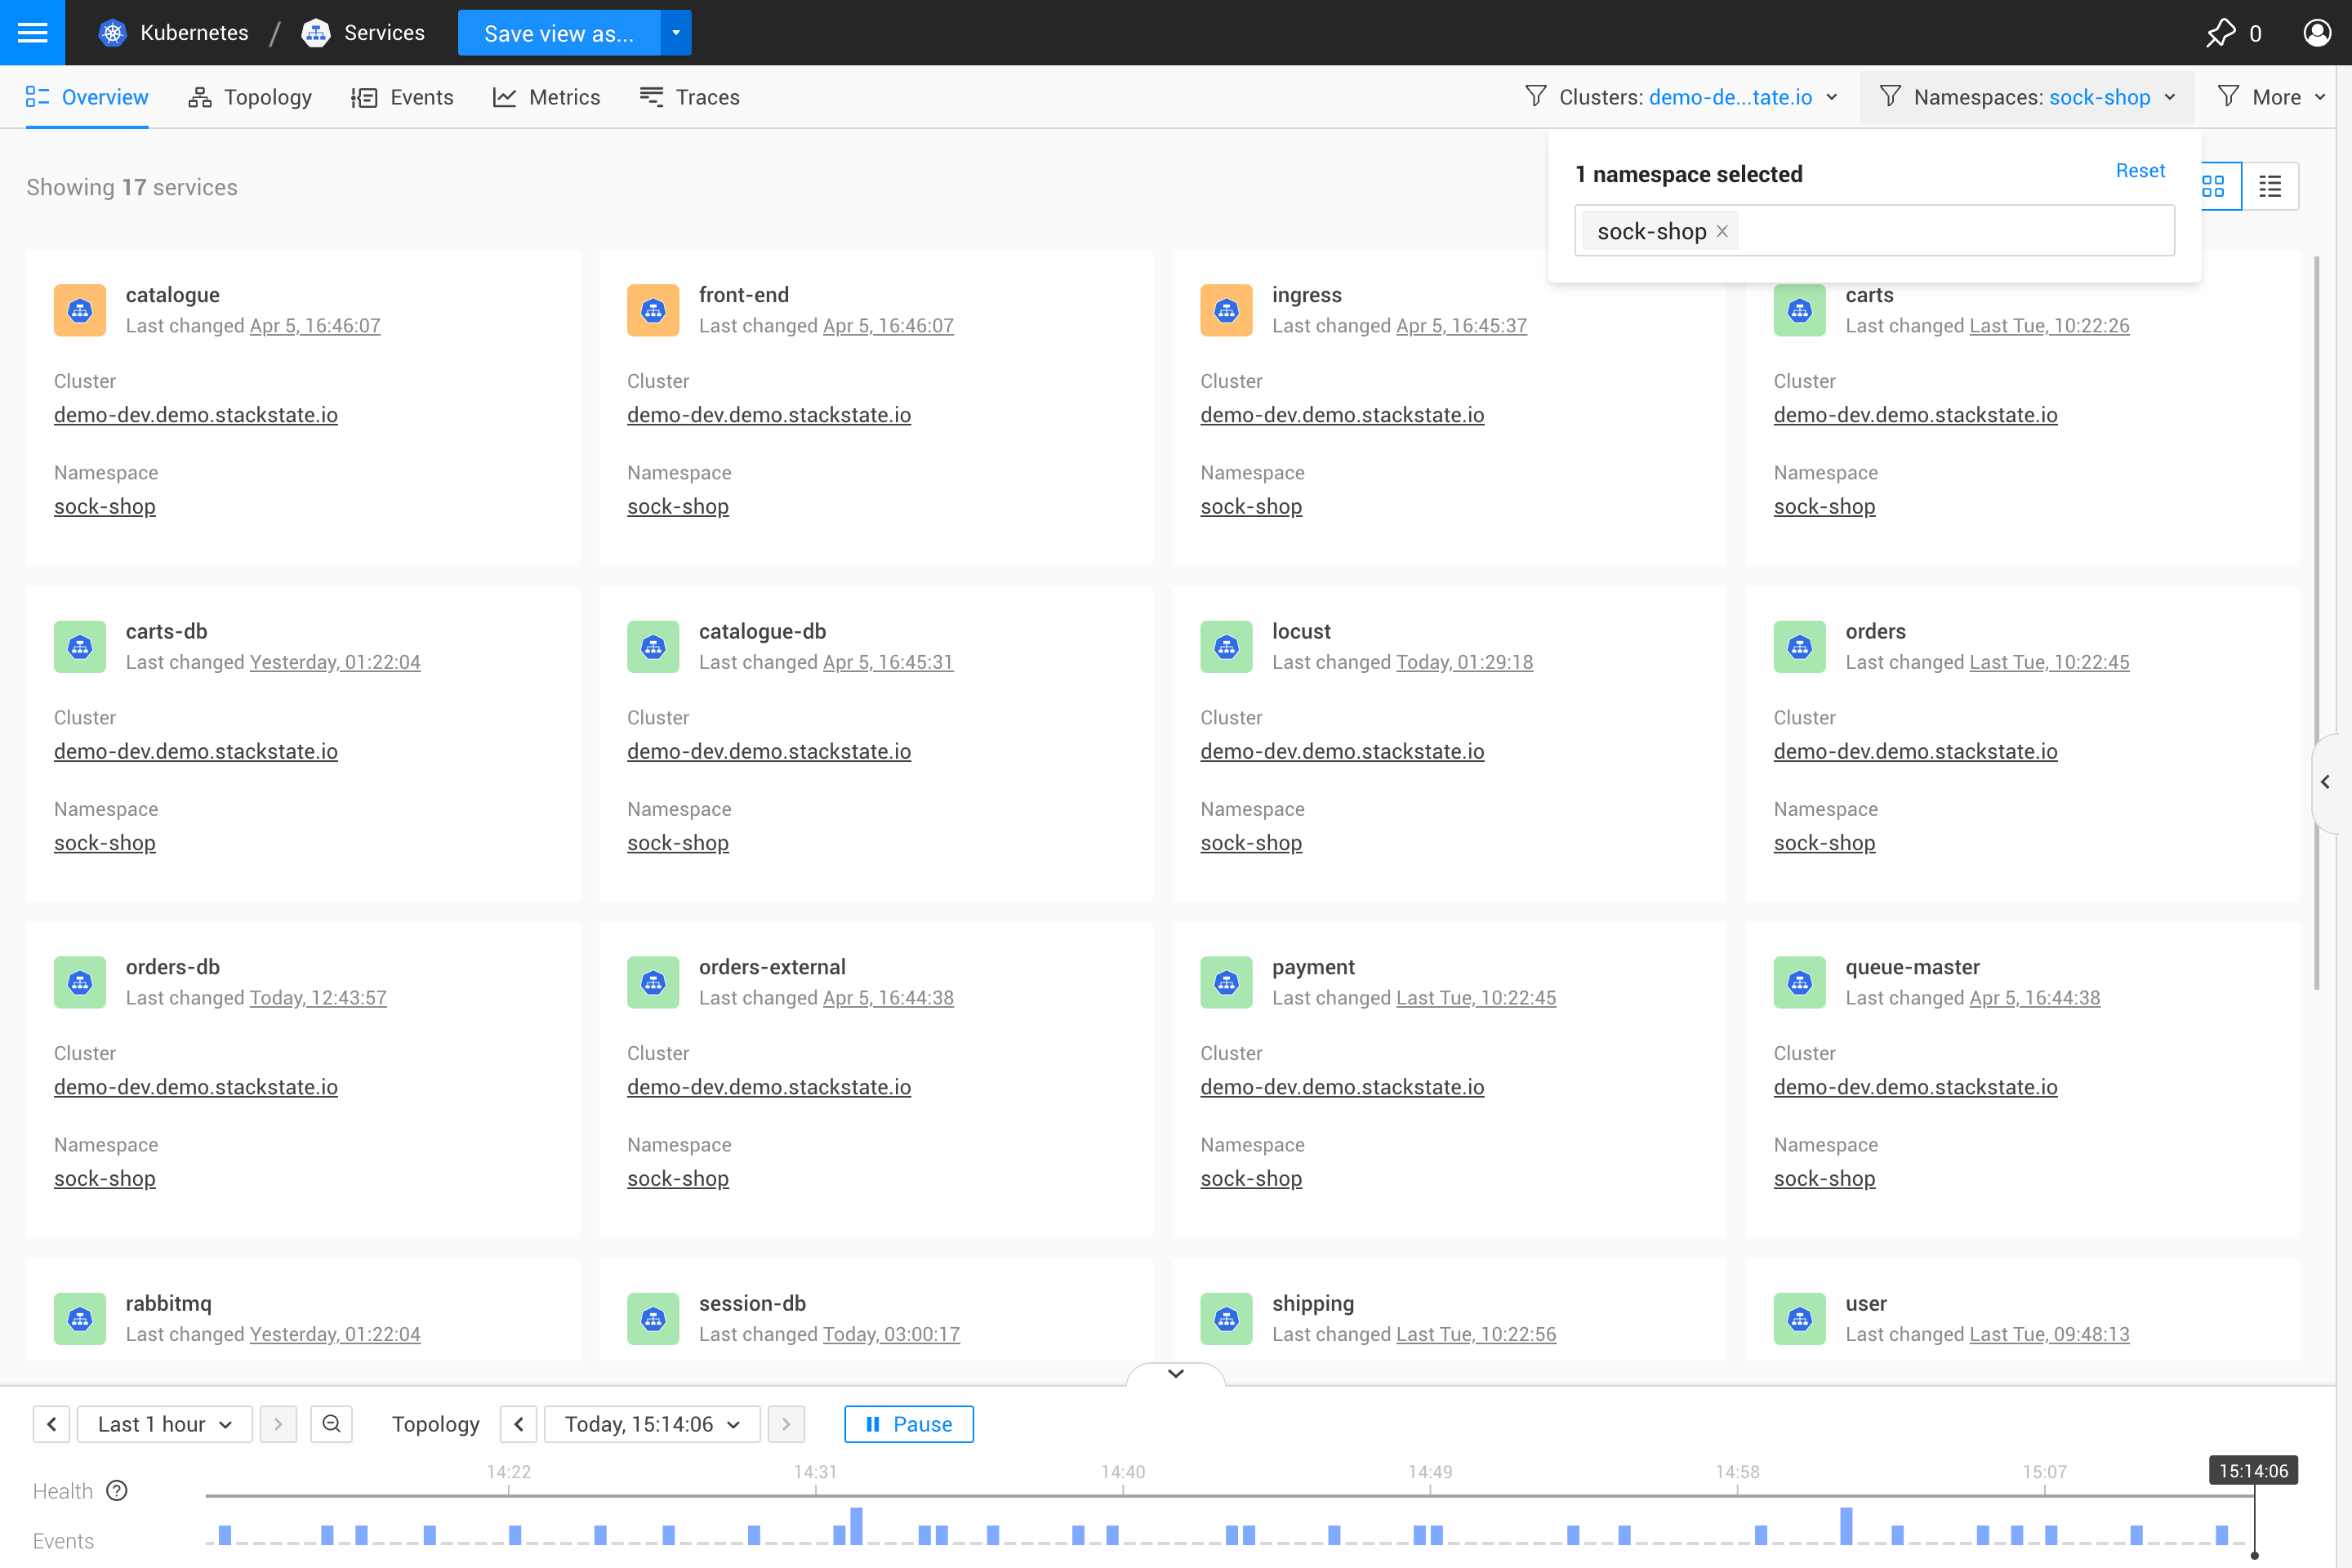 Kubernetes / Services Save view as... 0
Overview Topology Events Metrics Traces Clusters: demo-de...tate.io Namespaces: sock-shop More
Showing 17 services
1 namespace selected Reset
sock-shop
catalogue
Last changed Apr 5, 16:46:07
Cluster
demo-dev.demo.stackstate.io
Namespace
sock-shop
front-end
Last changed Apr 5, 16:46:07
Cluster
demo-dev.demo.stackstate.io
Namespace
sock-shop
ingress
Last changed Apr 5, 16:45:37
Cluster
demo-dev.demo.stackstate.io
Namespace
sock-shop
carts
Last changed Last Tue, 10:22:26
Cluster
demo-dev.demo.stackstate.io
Namespace
sock-shop
carts-db
Last changed Yesterday, 01:22:04
Cluster
demo-dev.demo.stackstate.io
Namespace
sock-shop
catalogue-db
Last changed Apr 5, 16:45:31
Cluster
demo-dev.demo.stackstate.io
Namespace
sock-shop
locust
Last changed Today, 01:29:18
Cluster
demo-dev.demo.stackstate.io
Namespace
sock-shop
orders
Last changed Last Tue, 10:22:45
Cluster
demo-dev.demo.stackstate.io
Namespace
sock-shop
orders-db
Last changed Today, 12:43:57
Cluster
demo-dev.demo.stackstate.io
Namespace
sock-shop
orders-external
Last changed Apr 5, 16:44:38
Cluster
demo-dev.demo.stackstate.io
Namespace
sock-shop
payment
Last changed Last Tue, 10:22:45
Cluster
demo-dev.demo.stackstate.io
Namespace
sock-shop
queue-master
Last changed Apr 5, 16:44:38
Cluster
demo-dev.demo.stackstate.io
Namespace
sock-shop
rabbitmq
Last changed Yesterday, 01:22:04
session-db
Last changed Today, 03:00:17
shipping
Last changed Last Tue, 10:22:56
user
Last changed Last Tue, 09:48:13
Last 1 hour Topology Today, 15:14:06 Pause
14:22 14:31 14:40 14:49 14:58 15:07 15:14:06
Health ?
Events